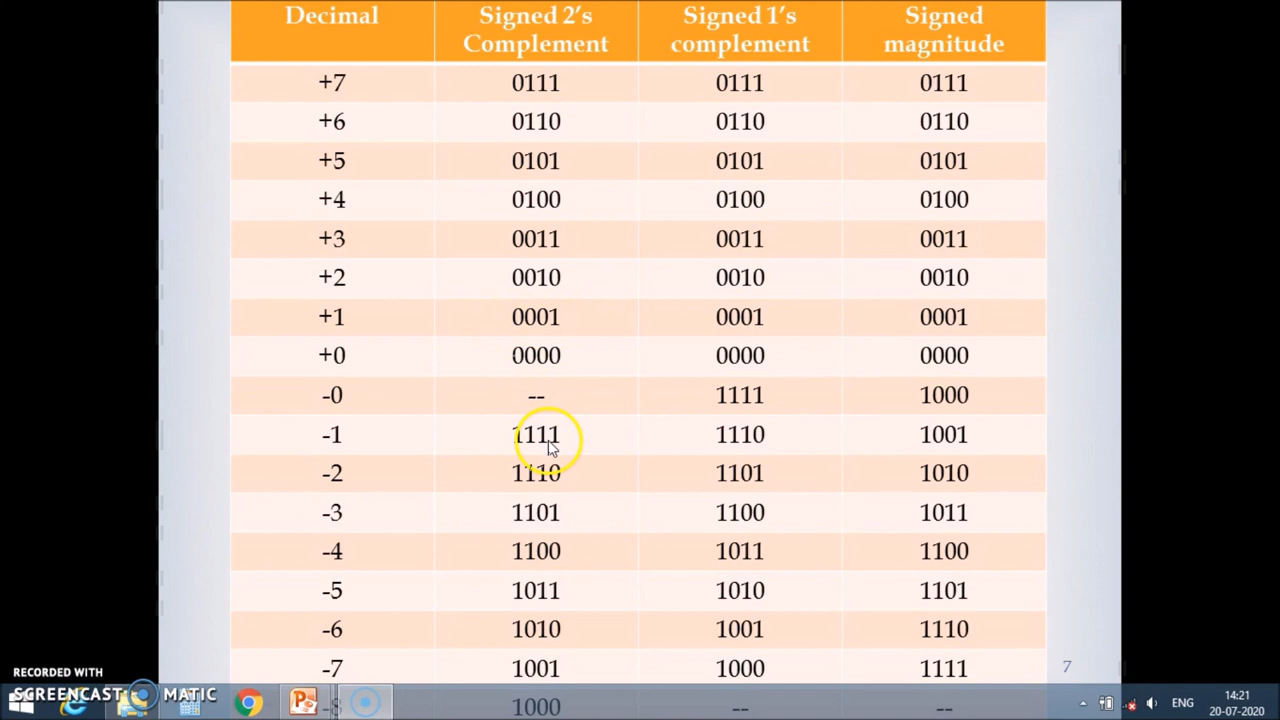 Decimal Signed 2's Complement Signed 1's complement Signed magnitude
+7 0111 0111 0111
+6 0110 0110 0110
+5 0101 0101 0101
+4 0100 0100 0100
+3 0011 0011 0011
+2 0010 0010 0010
+1 0001 0001 0001
+0 0000 0000 0000
-0 -- 1111 1000
-1 1111 1110 1001
-2 1110 1101 1010
-3 1101 1100 1011
-4 1100 1011 1100
-5 1011 1010 1101
-6 1010 1001 1110
-7 1001 1000 1111
7
-8 1000 -- --
RECORDED WITH
SCREENCAST MATIC
ENG
14:21
20-07-2020